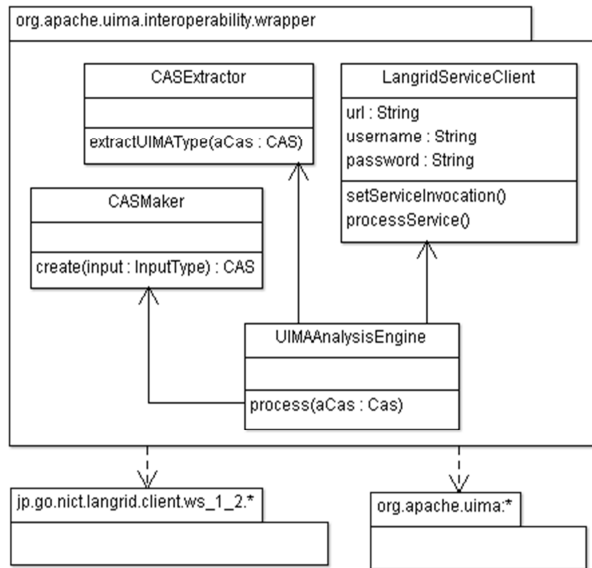 org.apache.uima.interoperability.wrapper
CASExtractor
extractUIMAType(aCas : CAS)
LangridServiceClient
url : String
username : String
password : String
setServiceInvocation()
processService()
CASMaker
create(input : InputType) : CAS
UIMAAnalysisEngine
process(aCas : Cas)
jp.go.nict.langrid.client.ws_1_2.*
org.apache.uima:*